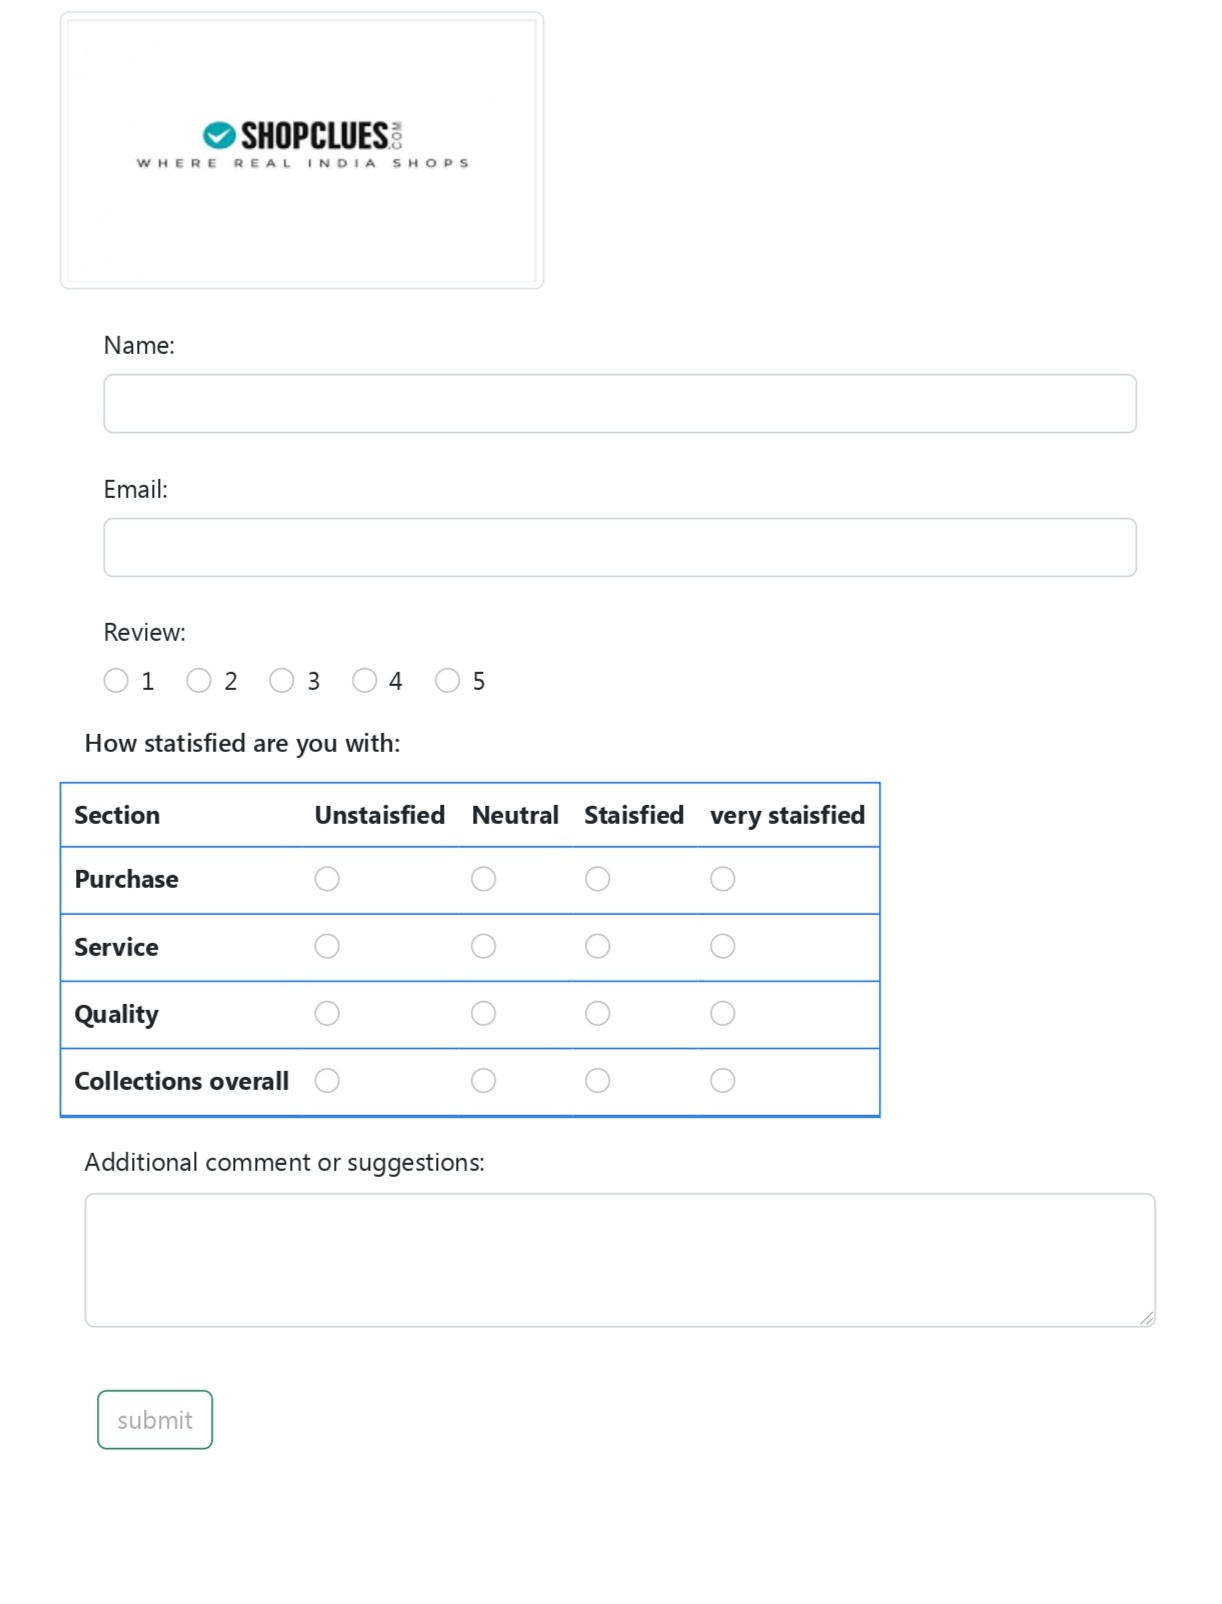 SHOPCLUES.COM
WHERE REAL INDIA SHOPS
Name:
Email:
Review:
1 2 3 4 5
How statisfied are you with:
Section Unstaisfied Neutral Staisfied very staisfied
Purchase
Service
Quality
Collections overall
Additional comment or suggestions:
submit